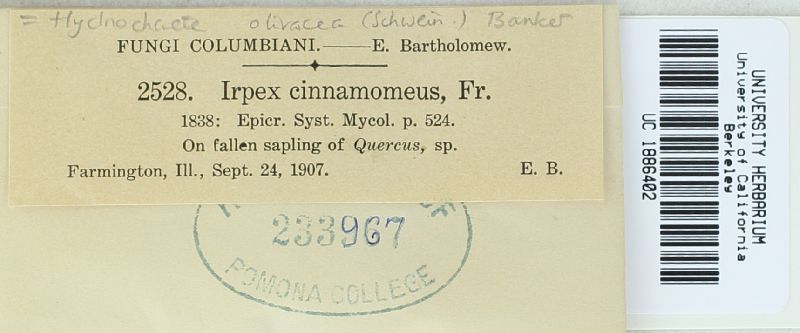 = Hydnochaete olivacea (Schwein.) Banker
FUNGI COLUMBIANI.——E. Bartholomew.
2528. Irpex cinnamomeus, Fr.
1838: Epicr. Syst. Mycol. p. 524.
On fallen sapling of Quercus, sp.
Farmington, Ill., Sept. 24, 1907. E. B.
233967
POMONA COLLEGE
UNIVERSITY HERBARIUM
University of California
Berkeley
UC 1886402